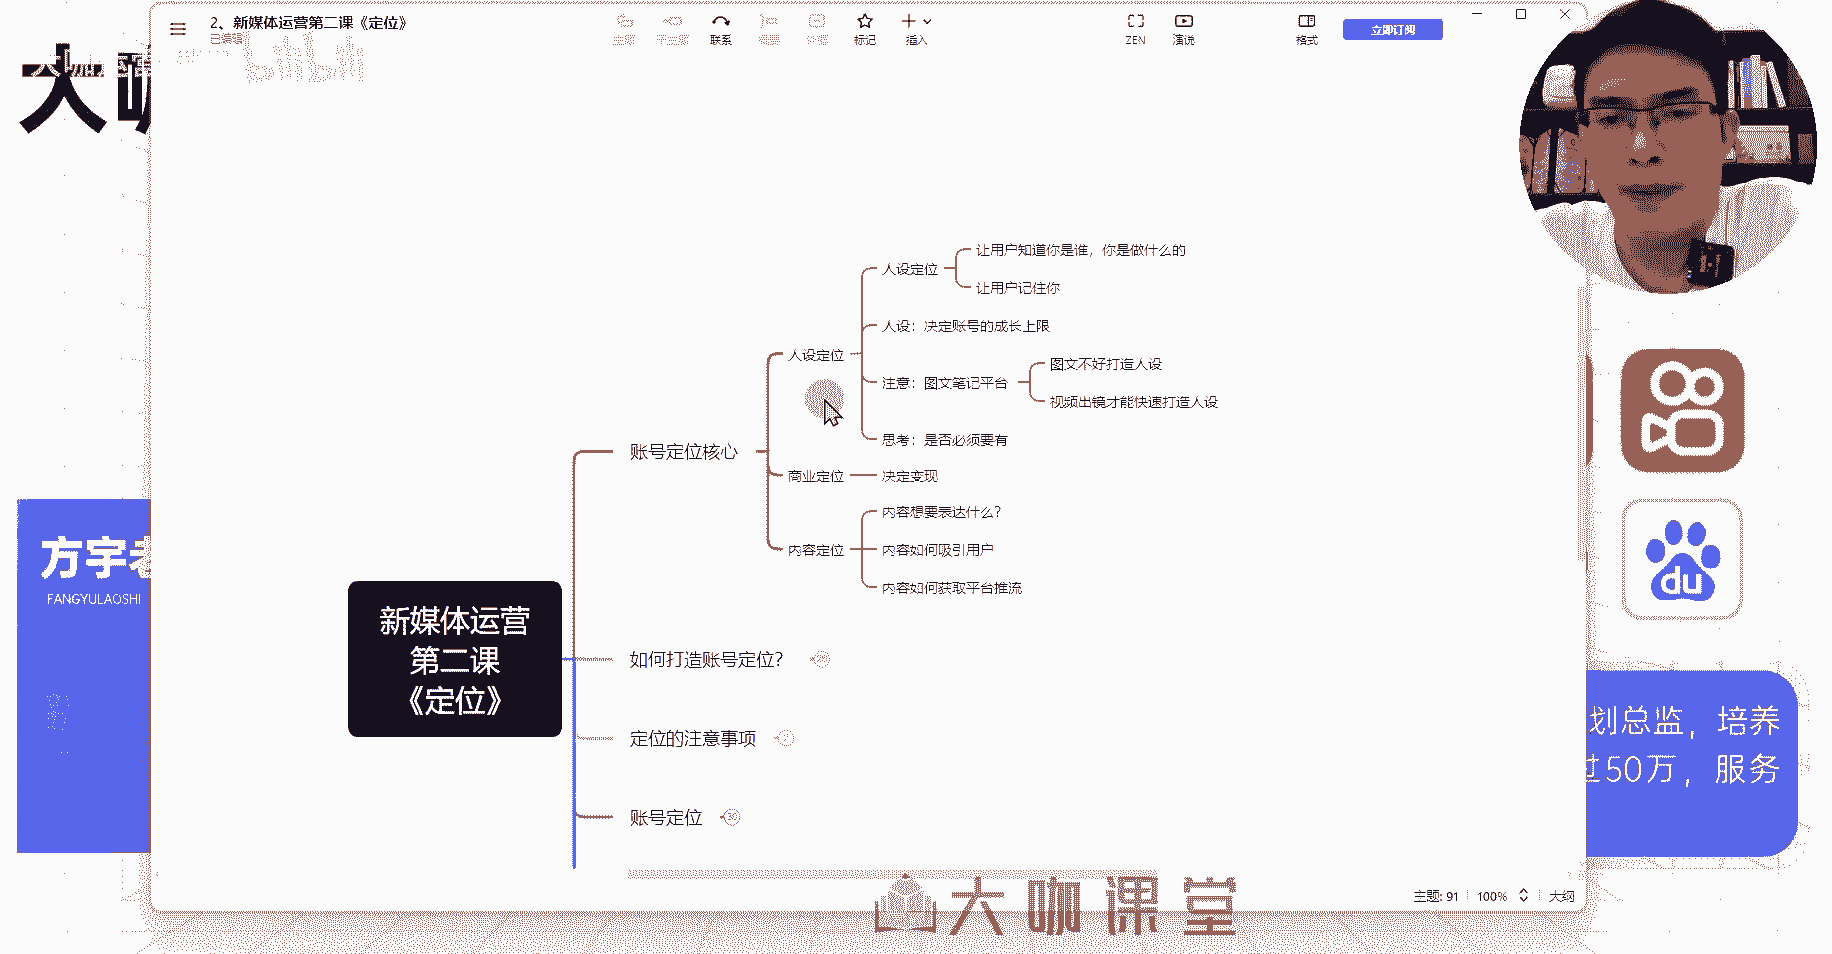 2、新媒体运营第二课《定位》
已编辑
联系
标记
插入
ZEN
演说
格式
立即订阅
bilibili
大咖
让用户知道你是谁，你是做什么的
人设定位
让用户记住你
人设：决定账号的成长上限
人设定位
图文不好打造人设
注意：图文笔记平台
视频出镜才能快速打造人设
思考：是否必须要有
账号定位核心
商业定位
决定变现
内容想要表达什么？
内容定位
内容如何吸引用户
内容如何获取平台推流
方宇老
FANGYULAOSHI
du
新媒体运营
第二课
《定位》
如何打造账号定位？
定位的注意事项
账号定位
39
划总监，培养
过50万，服务
大咖课堂
主题: 91
100%
大纲